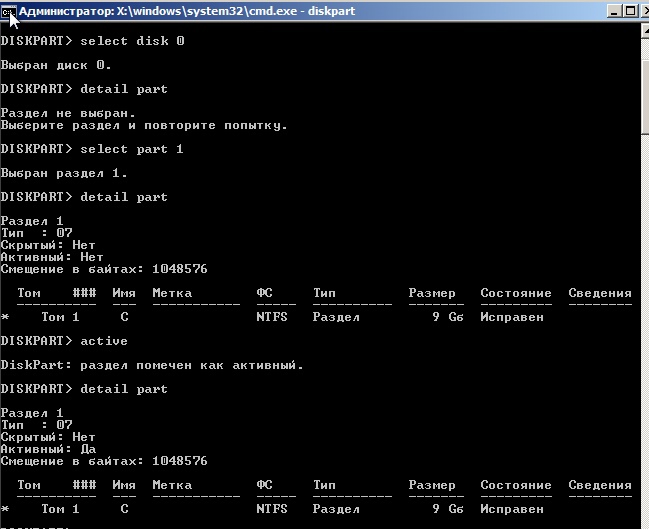 Администратор: X:\windows\system32\cmd.exe - diskpart
DISKPART> select disk 0
Выбран диск 0.
DISKPART> detail part
Раздел не выбран.
Выберите раздел и повторите попытку.
DISKPART> select part 1
Выбран раздел 1.
DISKPART> detail part
Раздел 1
Тип : 07
Скрытый: Нет
Активный: Нет
Смещение в байтах: 1048576
Том ### Имя Метка ФС Тип Размер Состояние Сведения
---------- --- ----------- ----- ---------- ------- --------- --------
* Том 1 C NTFS Раздел 9 Gб Исправен
DISKPART> active
DiskPart: раздел помечен как активный.
DISKPART> detail part
Раздел 1
Тип : 07
Скрытый: Нет
Активный: Да
Смещение в байтах: 1048576
Том ### Имя Метка ФС Тип Размер Состояние Сведения
---------- --- ----------- ----- ---------- ------- --------- --------
* Том 1 C NTFS Раздел 9 Gб Исправен